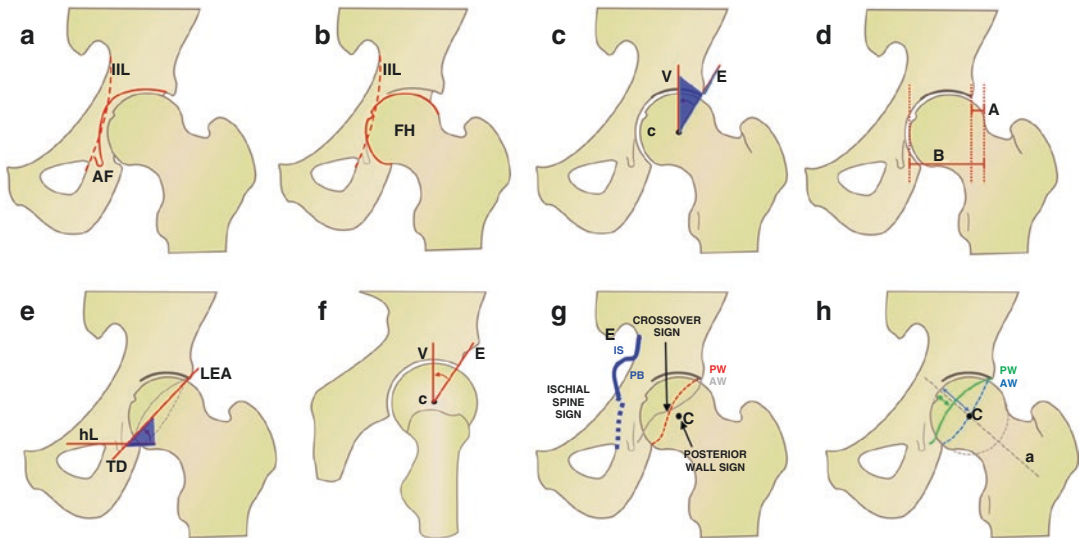 a
IIL
AF
b
IIL
FH
c
V
E
c
d
A
B
e
LEA
hL
TD
f
V
E
c
g
E
IS
PB
CROSSOVER
SIGN
PW
AW
ISCHIAL
SPINE
SIGN
C
POSTERIOR
WALL SIGN
h
PW
AW
C
a